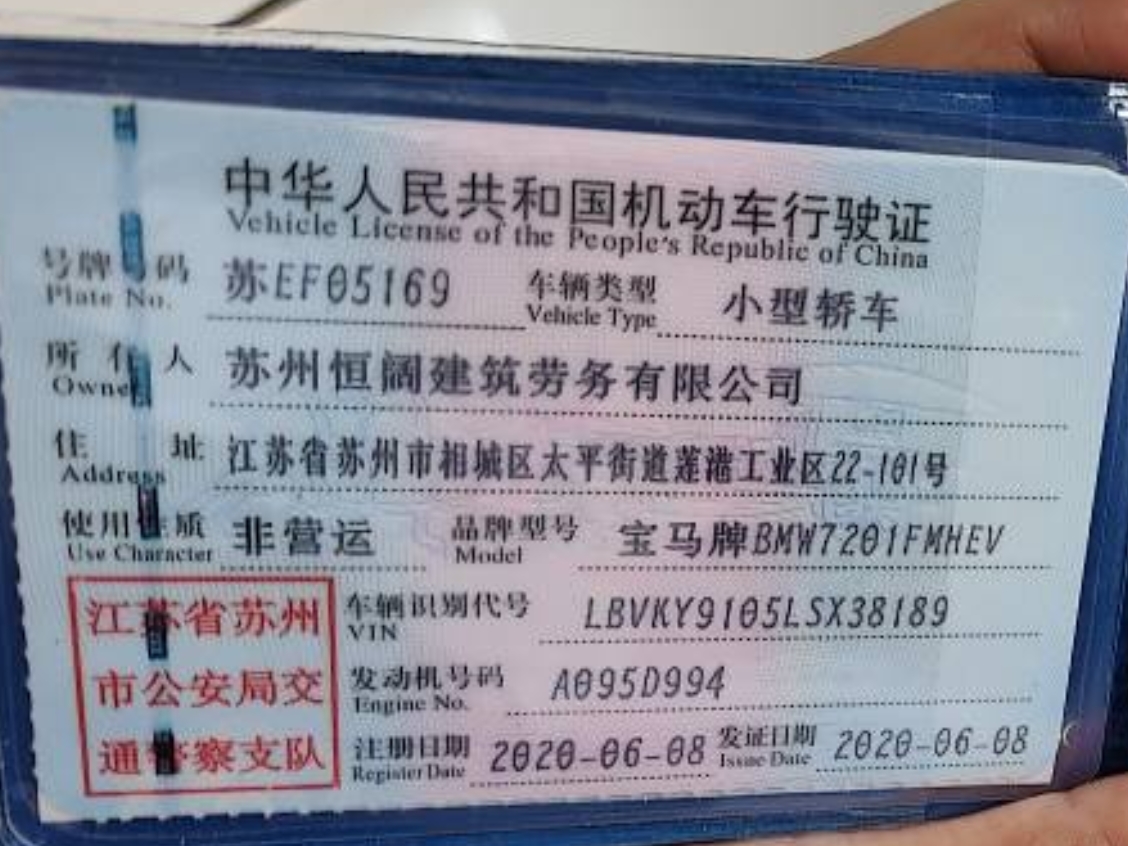 中华人民共和国机动车行驶证
Vehicle License of the People's Republic of China
号牌号码 苏EF05169 车辆类型 小型轿车
Plate No. Vehicle Type
所有人 苏州恒阔建筑劳务有限公司
Owner
住址 江苏省苏州市相城区太平街道莲港工业区22-101号
Address
使用性质 非营运 品牌型号 宝马牌BMW7201FMHEV
Use Character Model
江苏省苏州
市公安局交
通警察支队
车辆识别代号 LBVKY9105LSX38189
VIN
发动机号码 A095D994
Engine No.
注册日期 2020-06-08 发证日期 2020-06-08
Register Date Issue Date